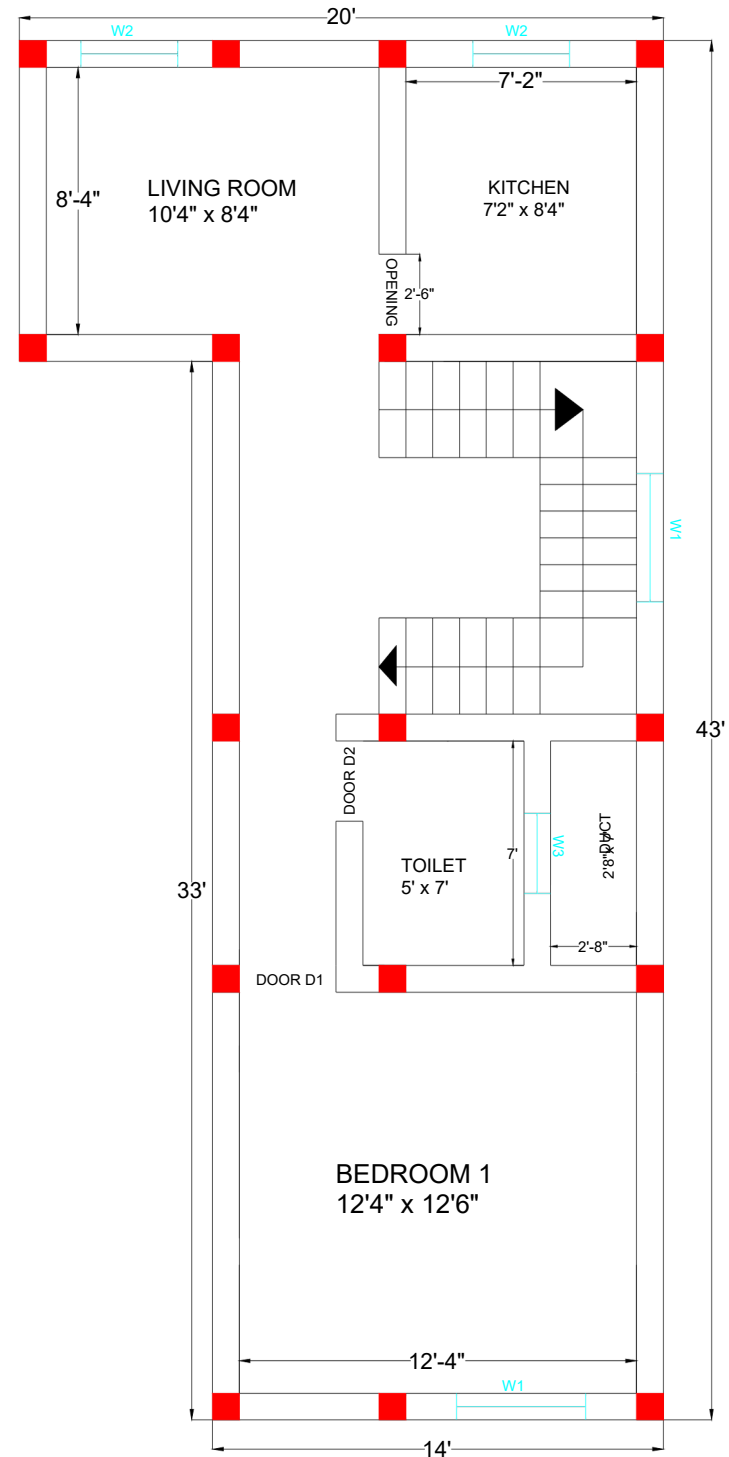 20'
W2
W2
7'-2"
8'-4"
LIVING ROOM
10'4" x 8'4"
KITCHEN
7'2" x 8'4"
OPENING
2'-6"
W1
43'
DOOR D2
TOILET
5' x 7'
7'
W3
DUCT
2'8"x 7'
2'-8"
33'
DOOR D1
BEDROOM 1
12'4" x 12'6"
12'-4"
W1
14'